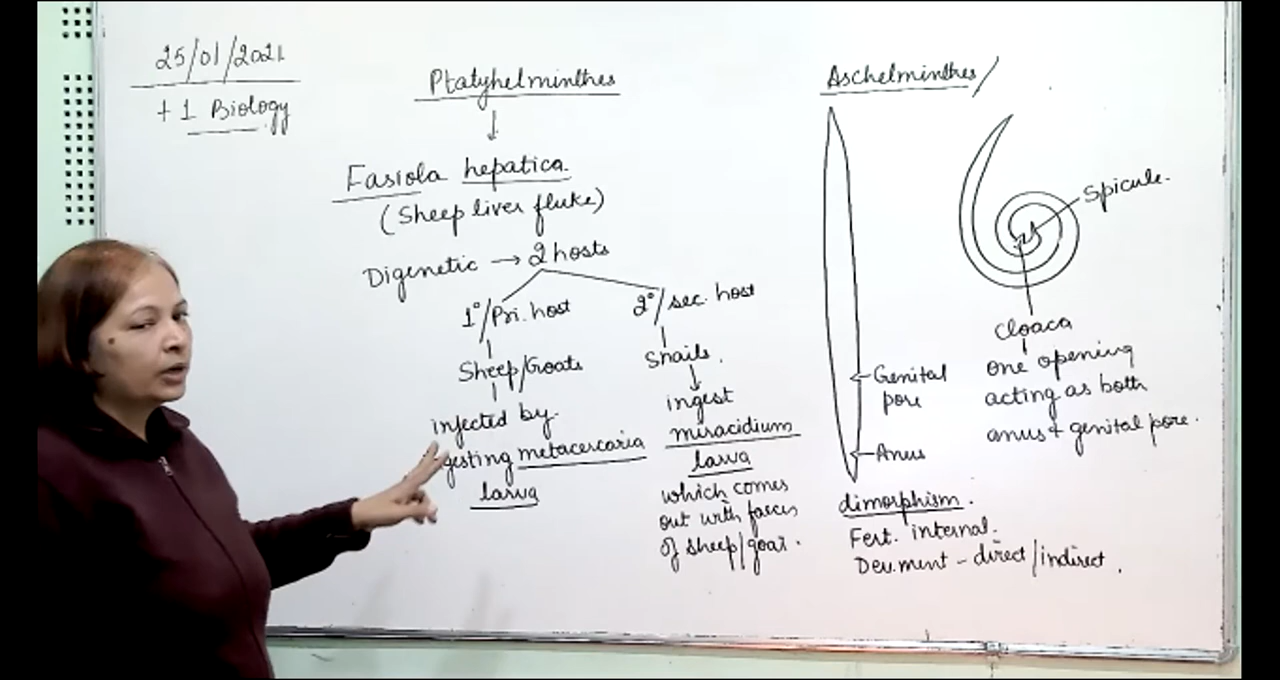 25/01/2021
+1 Biology
Platyhelminthes
Fasiola hepatica.
(Sheep liver fluke)
Digenetic → 2 hosts
1°/Pri. host
Sheep/Goats
injected by
gesting metacercaria
larva
2°/sec. host
Snails.
ingest
miracidium
larva
which comes
out with faeces
of sheep/goat.
Aschelminthes/
Genital
pore
Anus
Spicule.
Cloaca
one opening
acting as both
anus & genital pore.
dimorphism.
Fert. internal.
Dev.ment - direct/indirect.